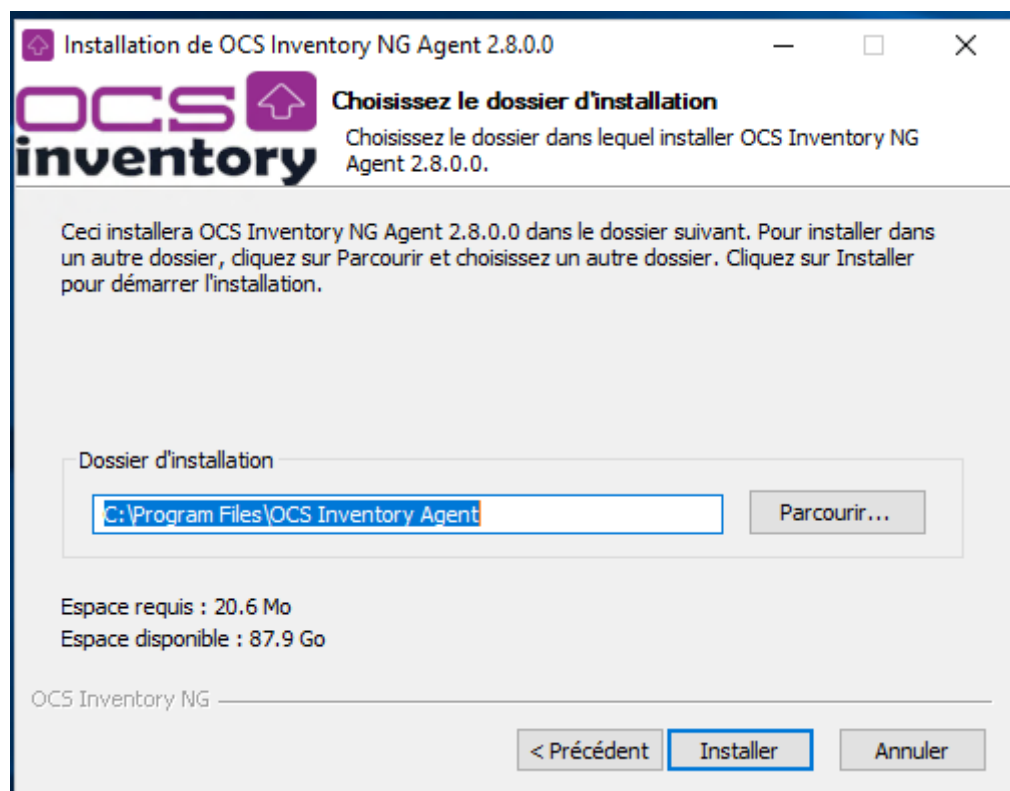 Installation de OCS Inventory NG Agent 2.8.0.0
OCS
inventory
Choisissez le dossier d'installation
Choisissez le dossier dans lequel installer OCS Inventory NG
Agent 2.8.0.0.
Ceci installera OCS Inventory NG Agent 2.8.0.0 dans le dossier suivant. Pour installer dans
un autre dossier, cliquez sur Parcourir et choisissez un autre dossier. Cliquez sur Installer
pour démarrer l'installation.
Dossier d'installation
C:\Program Files\OCS Inventory Agent
Parcourir...
Espace requis : 20.6 Mo
Espace disponible : 87.9 Go
OCS Inventory NG
< Précédent
Installer
Annuler